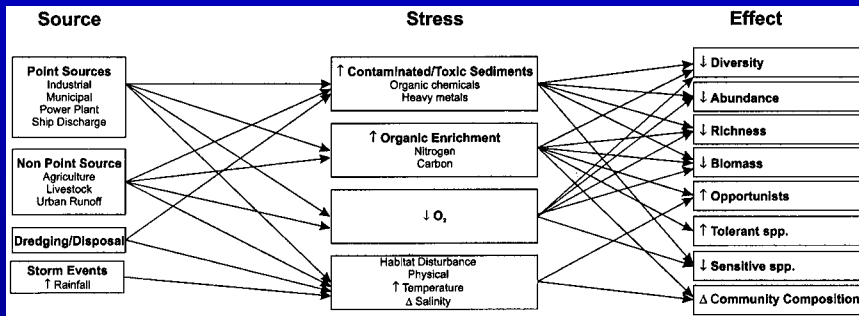 Source
Stress
Effect
Point Sources
Industrial
Municipal
Power Plant
Ship Discharge
Non Point Source
Agriculture
Livestock
Urban Runoff
Dredging/Disposal
Storm Events
↑ Rainfall
↑ Contaminated/Toxic Sediments
Organic chemicals
Heavy metals
↑ Organic Enrichment
Nitrogen
Carbon
↓ O₂
Habitat Disturbance
Physical
↑ Temperature
Δ Salinity
↓ Diversity
↓ Abundance
↓ Richness
↓ Biomass
↑ Opportunists
↑ Tolerant spp.
↓ Sensitive spp.
Δ Community Composition